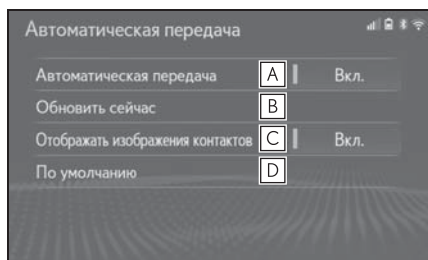 Автоматическая передача
Автоматическая передача A Вкл.
Обновить сейчас B
Отображать изображения контактов C Вкл.
По умолчанию D